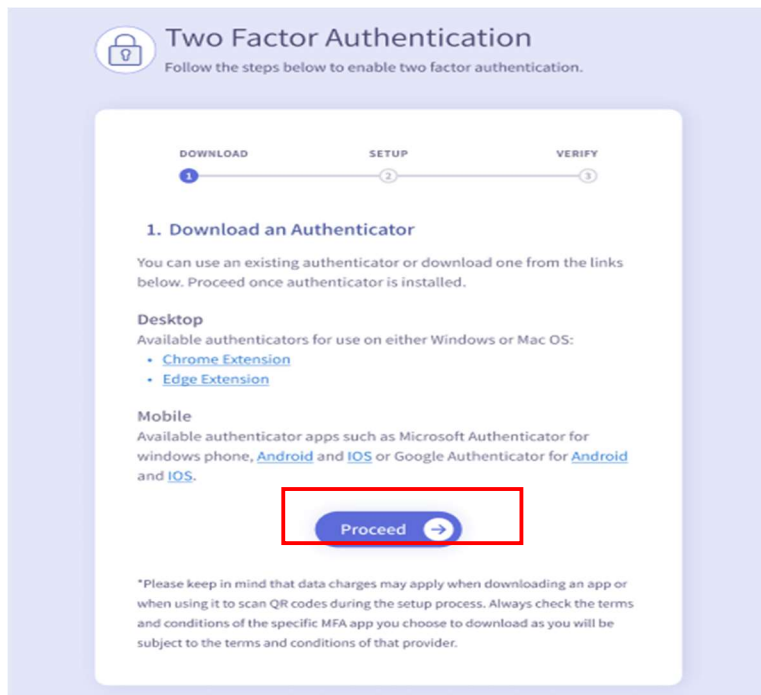 Two Factor Authentication
Follow the steps below to enable two factor authentication.
DOWNLOAD SETUP VERIFY
1 2 3
1. Download an Authenticator
You can use an existing authenticator or download one from the links
below. Proceed once authenticator is installed.
Desktop
Available authenticators for use on either Windows or Mac OS:
• Chrome Extension
• Edge Extension
Mobile
Available authenticator apps such as Microsoft Authenticator for
windows phone, Android and IOS or Google Authenticator for Android
and IOS.
Proceed
*Please keep in mind that data charges may apply when downloading an app or
when using it to scan QR codes during the setup process. Always check the terms
and conditions of the specific MFA app you choose to download as you will be
subject to the terms and conditions of that provider.